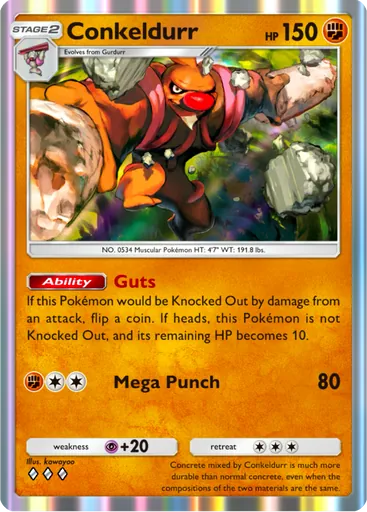 STAGE 2 Conkeldurr HP 150
Evolves from Gurdurr
NO. 0534 Muscular Pokémon HT: 4'7" WT: 191.8 lbs.
Ability Guts
If this Pokémon would be Knocked Out by damage from
an attack, flip a coin. If heads, this Pokémon is not
Knocked Out, and its remaining HP becomes 10.
Mega Punch 80
weakness +20 retreat
Illus. kawayoo
Concrete mixed by Conkeldurr is much more
durable than normal concrete, even when the
compositions of the two materials are the same.